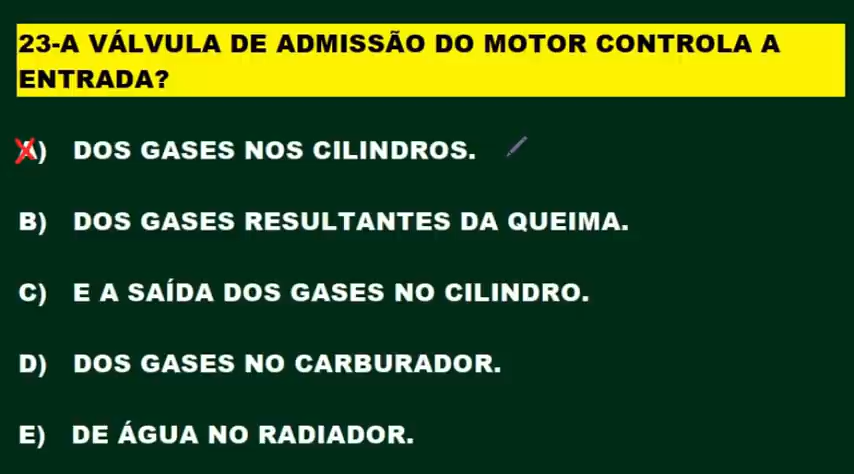 23-A VÁLVULA DE ADMISSÃO DO MOTOR CONTROLA A
ENTRADA?
A) DOS GASES NOS CILINDROS.
B) DOS GASES RESULTANTES DA QUEIMA.
C) E A SAÍDA DOS GASES NO CILINDRO.
D) DOS GASES NO CARBURADOR.
E) DE ÁGUA NO RADIADOR.